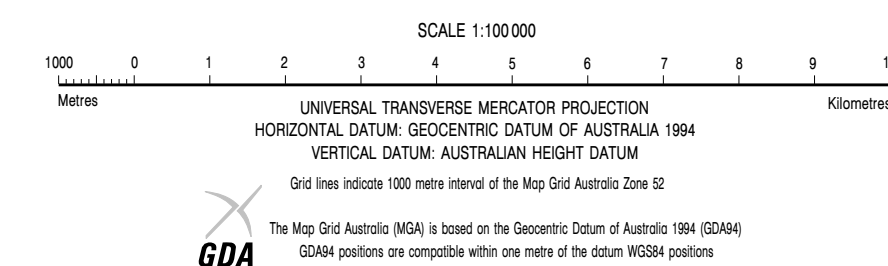 SCALE 1:100 000
1000 0 1 2 3 4 5 6 7 8 9 1
Metres Kilometres
UNIVERSAL TRANSVERSE MERCATOR PROJECTION
HORIZONTAL DATUM: GEOCENTRIC DATUM OF AUSTRALIA 1994
VERTICAL DATUM: AUSTRALIAN HEIGHT DATUM
Grid lines indicate 1000 metre interval of the Map Grid Australia Zone 52
The Map Grid Australia (MGA) is based on the Geocentric Datum of Australia 1994 (GDA94)
GDA94 positions are compatible within one metre of the datum WGS84 positions
GDA